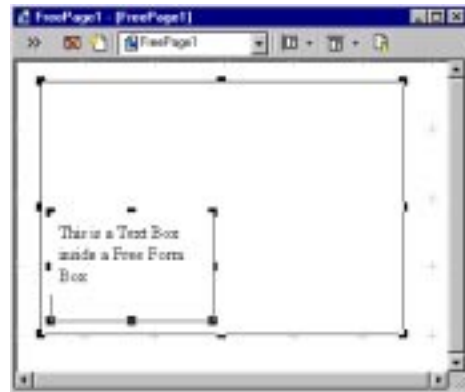 FreePage1 - [FreePage1]
FreePage1
This is a Text Box
inside a Free Form
Box